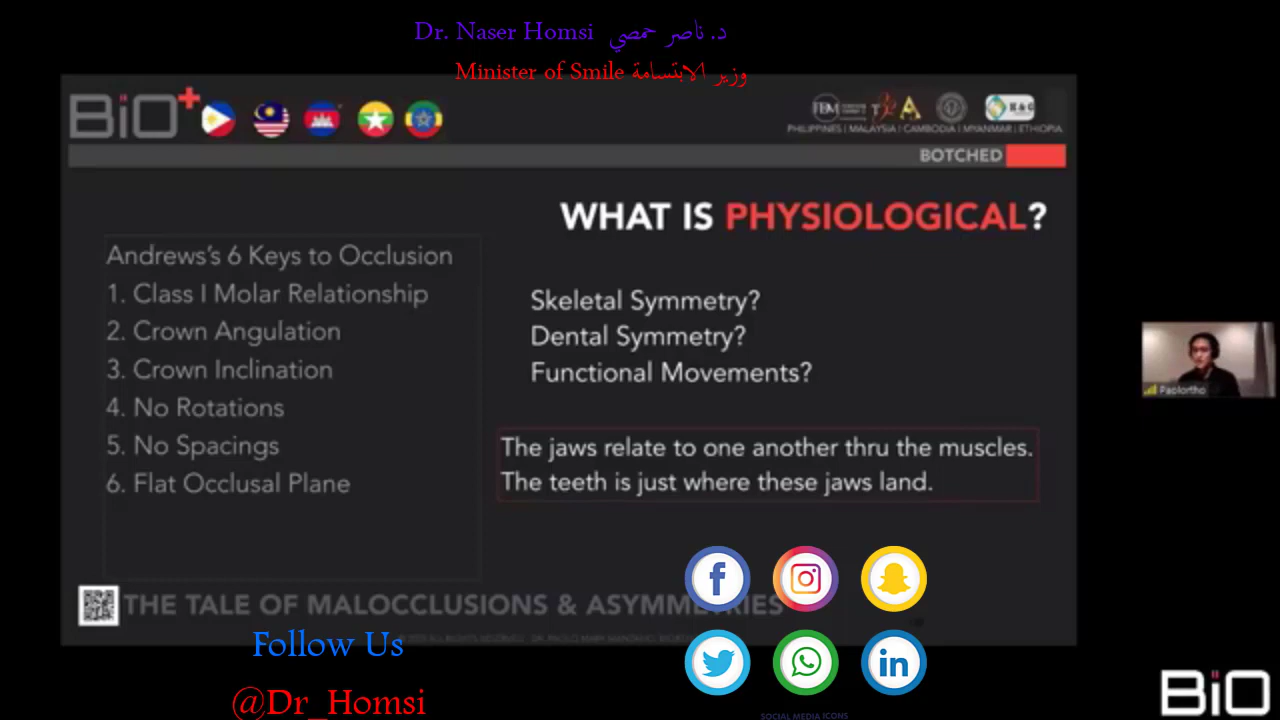 Dr. Naser Homsi د. ناصر حمصي
Minister of Smile وزير الابتسامة
BiO+
PHILIPPINES | MALAYSIA | CAMBODIA | MYANMAR | ETHIOPIA
BOTCHED
WHAT IS PHYSIOLOGICAL?
Andrews's 6 Keys to Occlusion
1. Class I Molar Relationship
2. Crown Angulation
3. Crown Inclination
4. No Rotations
5. No Spacings
6. Flat Occlusal Plane
Skeletal Symmetry?
Dental Symmetry?
Functional Movements?
The jaws relate to one another thru the muscles.
The teeth is just where these jaws land.
Paolortho
THE TALE OF MALOCCLUSIONS & ASYMMETRIES
Follow Us
@Dr_Homsi
SOCIAL MEDIA ICONS
BiO